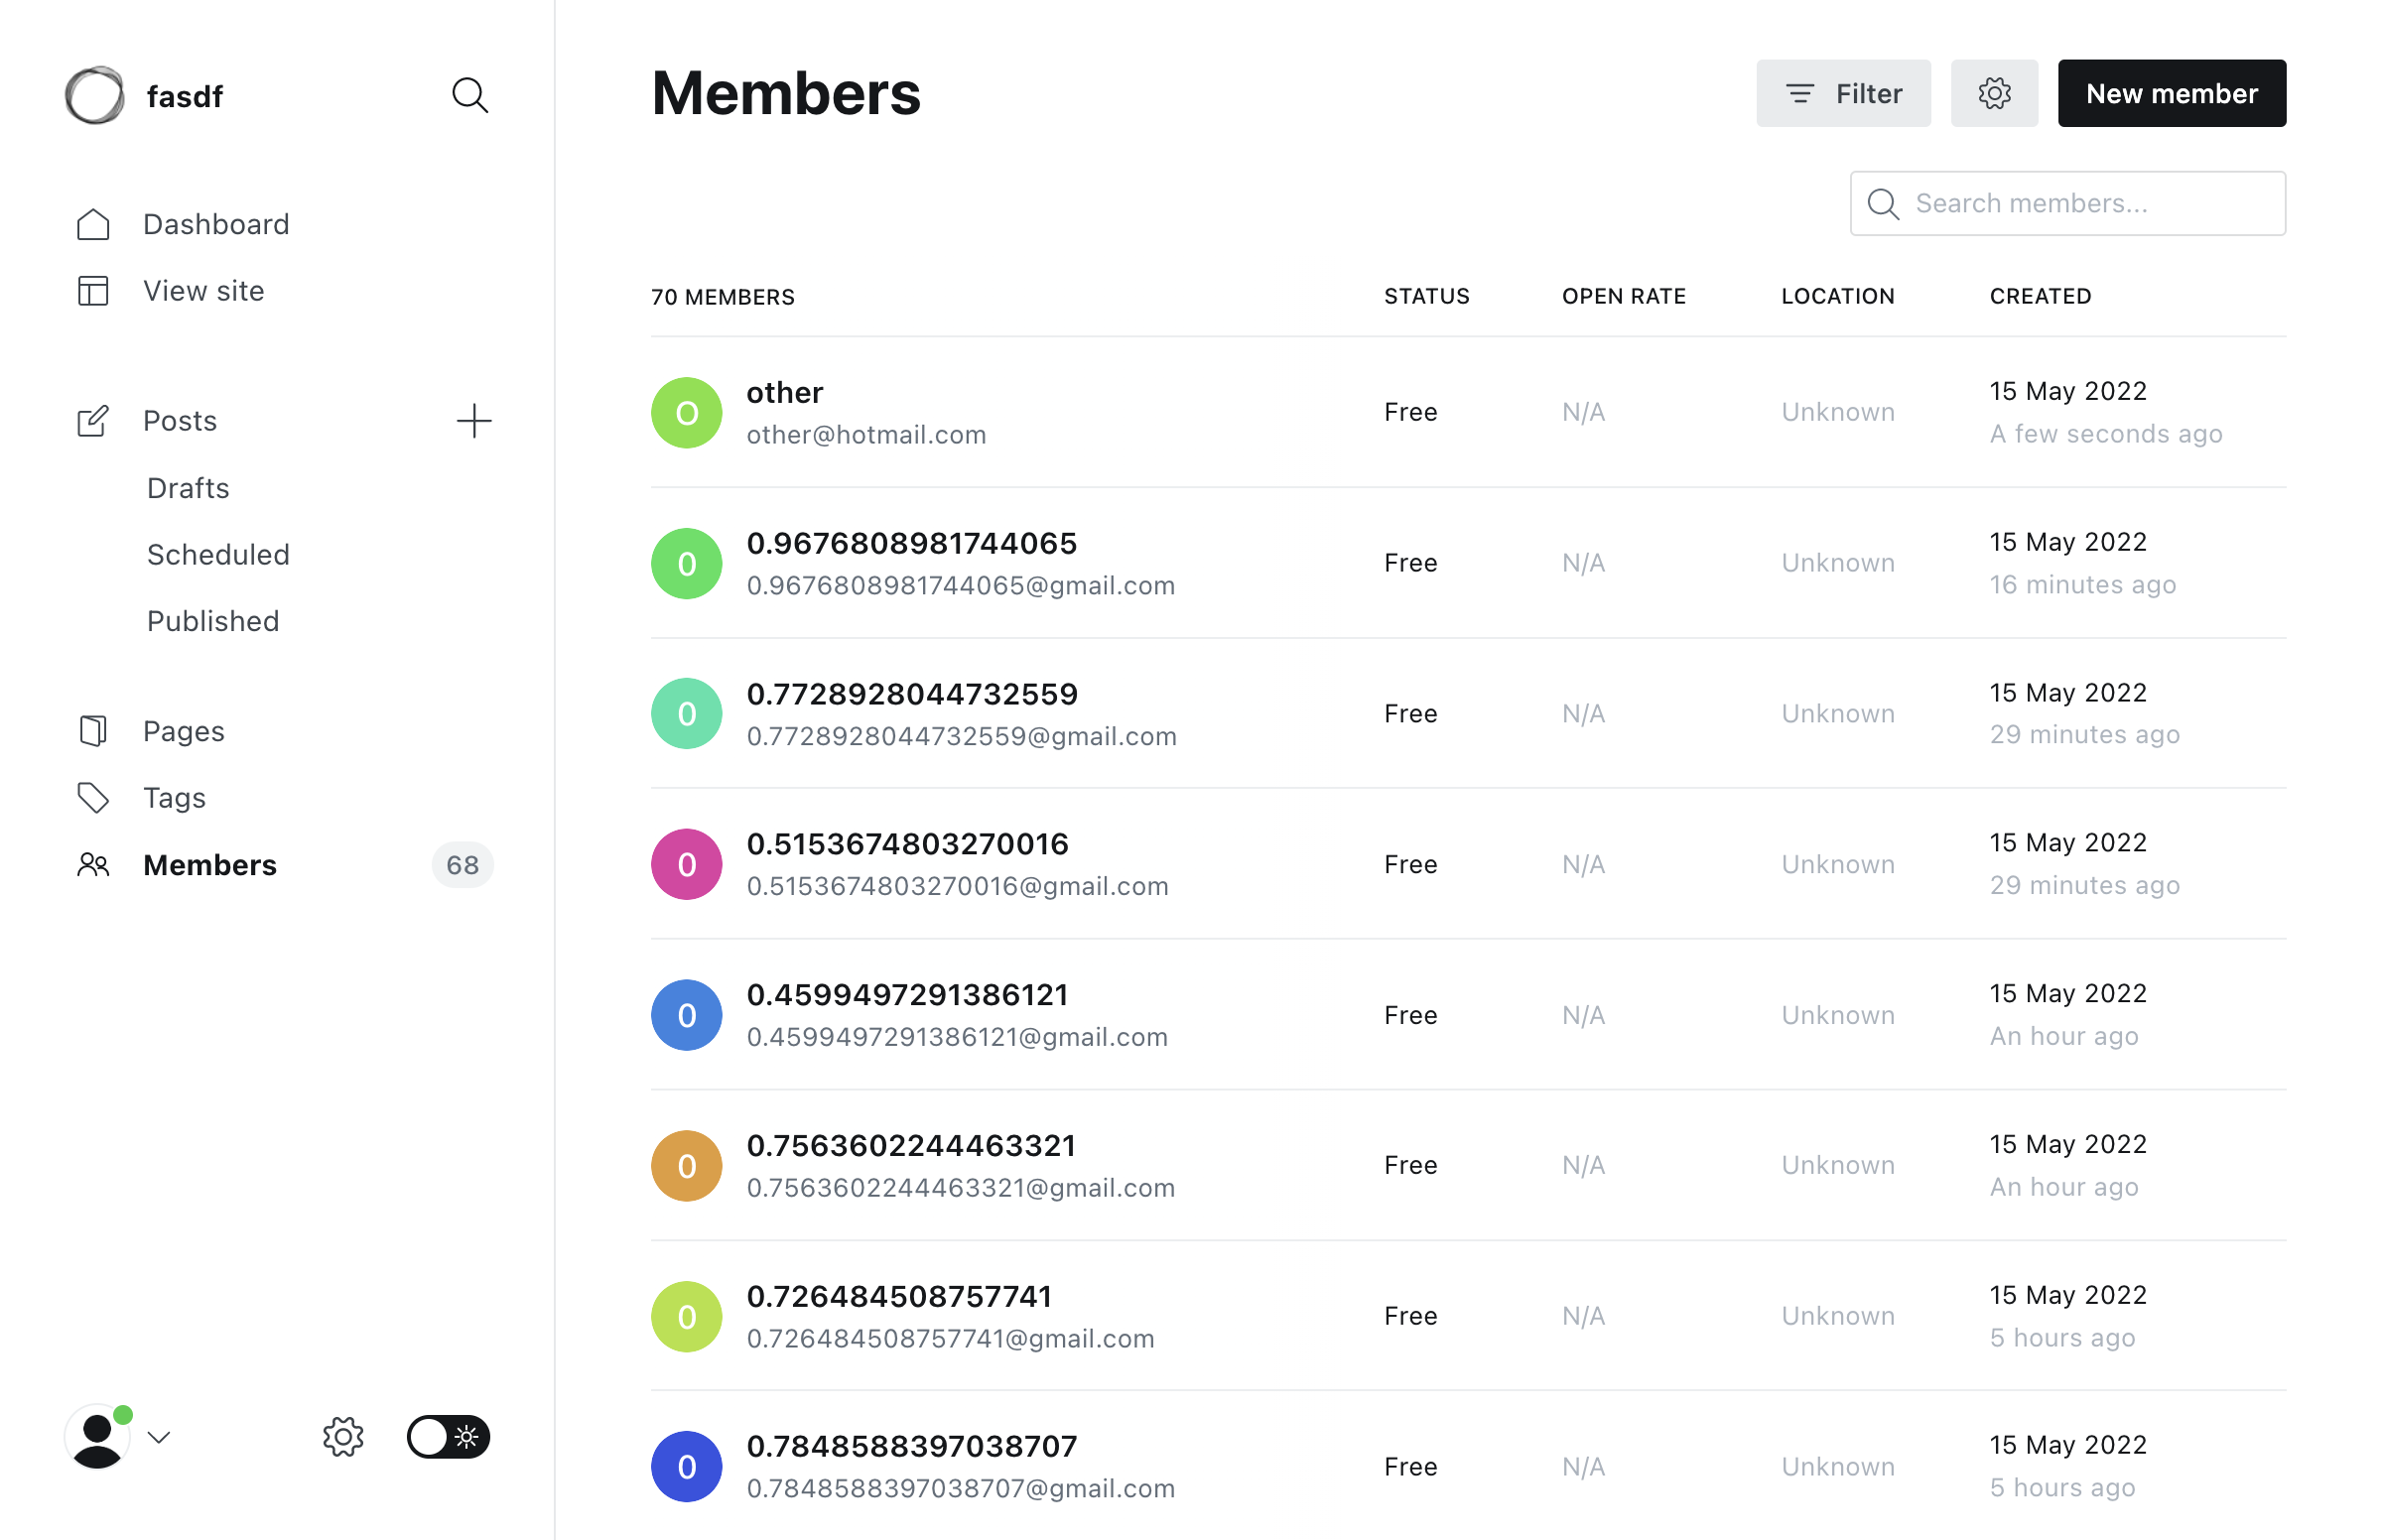 fasdf
Dashboard
View site
Posts
Drafts
Scheduled
Published
Pages
Tags
Members 68
Members
Filter
New member
Search members...
70 MEMBERS STATUS OPEN RATE LOCATION CREATED
O other Free N/A Unknown 15 May 2022
other@hotmail.com A few seconds ago
0 0.9676808981744065 Free N/A Unknown 15 May 2022
0.9676808981744065@gmail.com 16 minutes ago
0 0.7728928044732559 Free N/A Unknown 15 May 2022
0.7728928044732559@gmail.com 29 minutes ago
0 0.5153674803270016 Free N/A Unknown 15 May 2022
0.5153674803270016@gmail.com 29 minutes ago
0 0.4599497291386121 Free N/A Unknown 15 May 2022
0.4599497291386121@gmail.com An hour ago
0 0.7563602244463321 Free N/A Unknown 15 May 2022
0.7563602244463321@gmail.com An hour ago
0 0.726484508757741 Free N/A Unknown 15 May 2022
0.726484508757741@gmail.com 5 hours ago
0 0.7848588397038707 Free N/A Unknown 15 May 2022
0.7848588397038707@gmail.com 5 hours ago